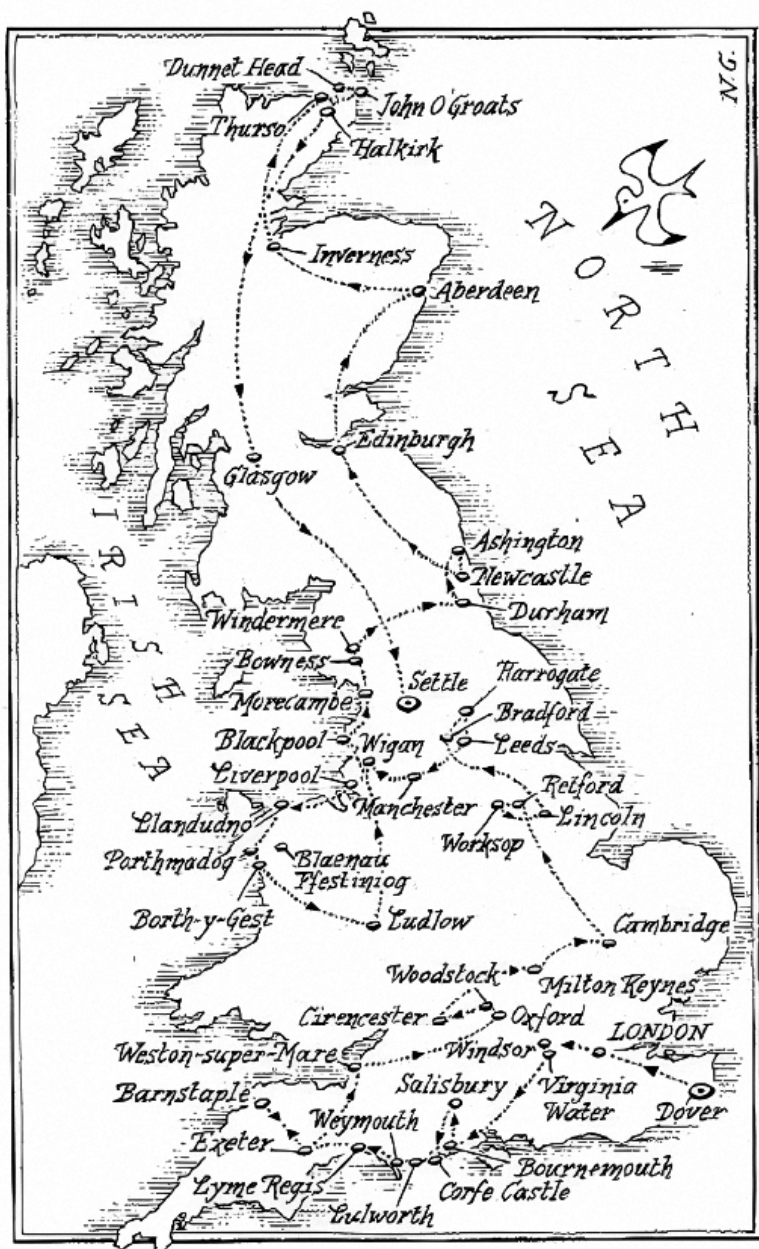 N.G.
Dunnet Head
John O'Groats
Thurso
Halkirk
NORTH
SEA
Inverness
Aberdeen
Edinburgh
Glasgow
IRISH
SEA
Ashington
Newcastle
Durham
Windermere
Bowness
Settle
Harrogate
Morecambe
Bradford
Blackpool
Wigan
Leeds
Liverpool
Manchester
Retford
Llandudno
Lincoln
Worksop
Porthmadog
Blaenau
Ffestiniog
Borth-y-Gest
Ludlow
Cambridge
Woodstock
Milton Keynes
Cirencester
Oxford
LONDON
Weston-super-Mare
Windsor
Barnstaple
Salisbury
Virginia
Water
Dover
Weymouth
Exeter
Bournemouth
Lyme Regis
Corfe Castle
Lulworth